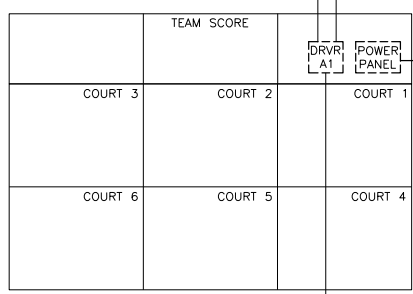 TEAM SCORE
DRVR
A1
POWER
PANEL
COURT 3
COURT 2
COURT 1
COURT 6
COURT 5
COURT 4